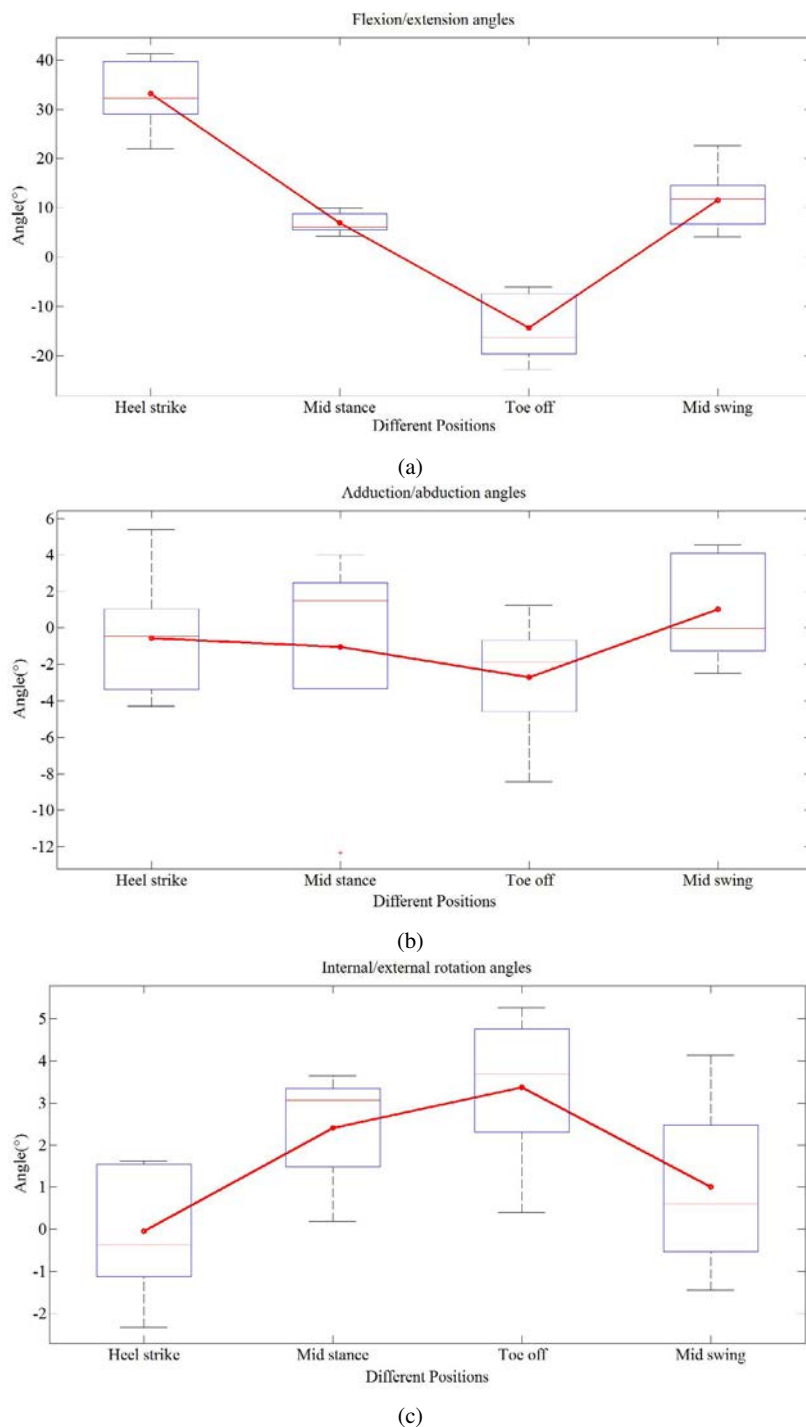 Flexion/extension angles
40
30
20
10
0
-10
-20
Angle(°)
Heel strike Mid stance Toe off Mid swing
Different Positions
(a)
Adduction/abduction angles
6
4
2
0
-2
-4
-6
-8
-10
-12
Angle(°)
Heel strike Mid stance Toe off Mid swing
Different Positions
(b)
Internal/external rotation angles
5
4
3
2
1
0
-1
-2
Angle(°)
Heel strike Mid stance Toe off Mid swing
Different Positions
(c)